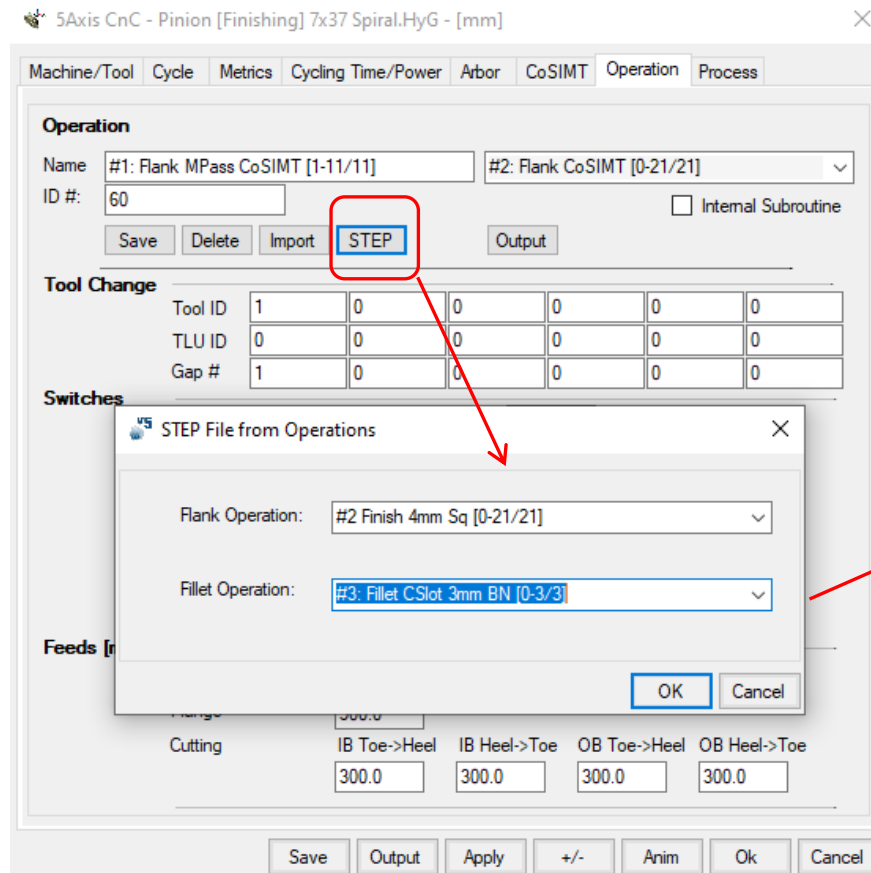 5Axis CnC - Pinion [Finishing] 7x37 Spiral.HyG - [mm]
Machine/Tool Cycle Metrics Cycling Time/Power Arbor CoSIMT Operation Process
Operation
Name #1: Flank MPass CoSIMT [1-11/11] #2: Flank CoSIMT [0-21/21]
ID #: 60 Internal Subroutine
Save Delete Import STEP Output
Tool Change
Tool ID 1 0 0 0 0 0
TLU ID 0 0 0 0 0 0
Gap # 1 0 0 0 0 0
Switches
STEP File from Operations
Flank Operation: #2 Finish 4mm Sq [0-21/21]
Fillet Operation: #3: Fillet CSlot 3mm BN [0-3/3]
OK Cancel
Feeds
300.0
Cutting IB Toe->Heel IB Heel->Toe OB Toe->Heel OB Heel->Toe
300.0 300.0 300.0 300.0
Save Output Apply +/- Anim Ok Cancel